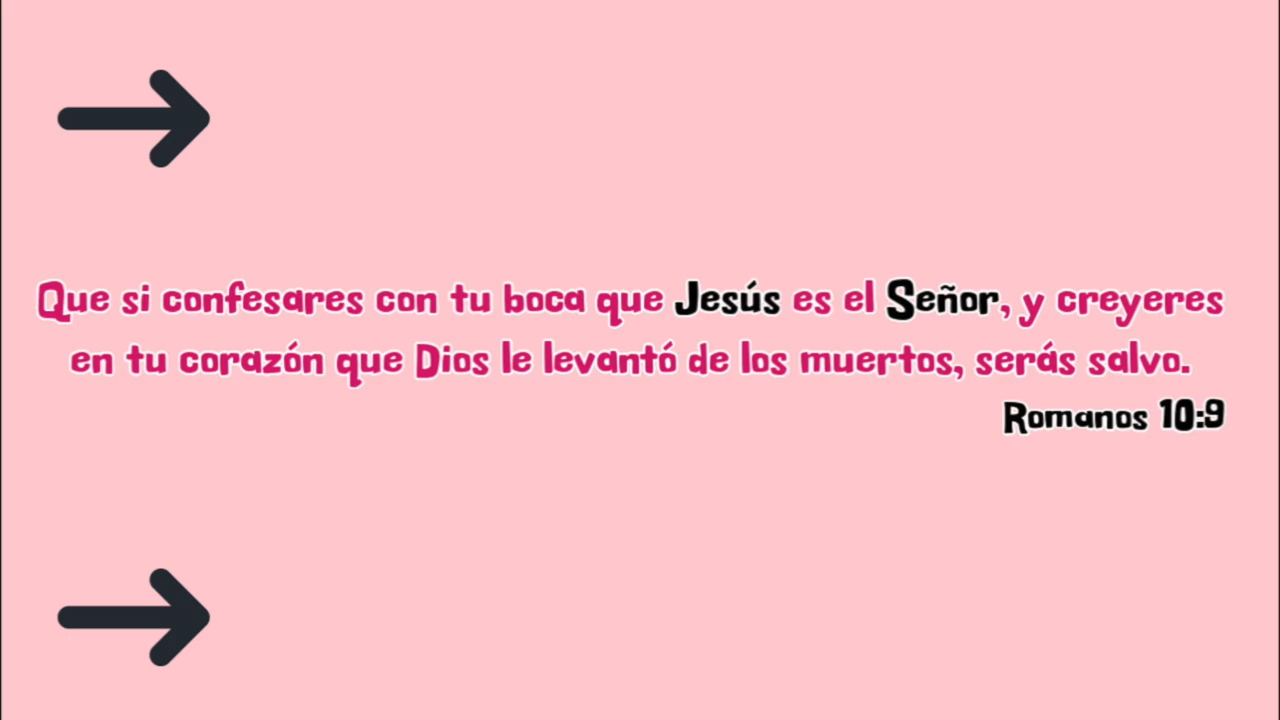 Que si confesares con tu boca que Jesús es el Señor, y creyeres
en tu corazón que Dios le levantó de los muertos, serás salvo.
Romanos 10:9